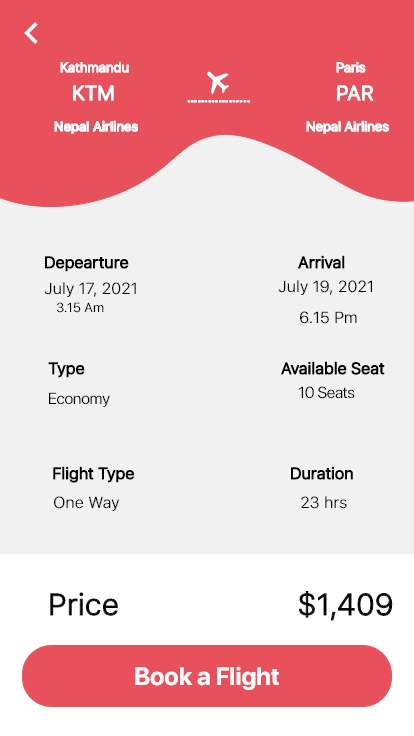 Kathmandu Paris
KTM PAR
Nepal Airlines Nepal Airlines
Depearture Arrival
July 17, 2021 July 19, 2021
3.15 Am 6.15 Pm
Type Available Seat
Economy 10 Seats
Flight Type Duration
One Way 23 hrs
Price $1,409
Book a Flight